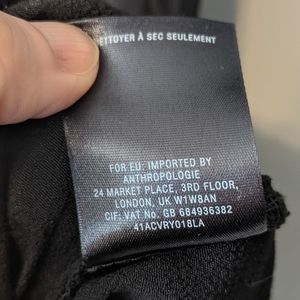 NETTOYER À SEC SEULEMENT
FOR EU: IMPORTED BY
ANTHROPOLOGIE
24 MARKET PLACE, 3RD FLOOR,
LONDON, UK W1W8AN
CIF: VAT No. GB 684936382
41ACVRY018LA